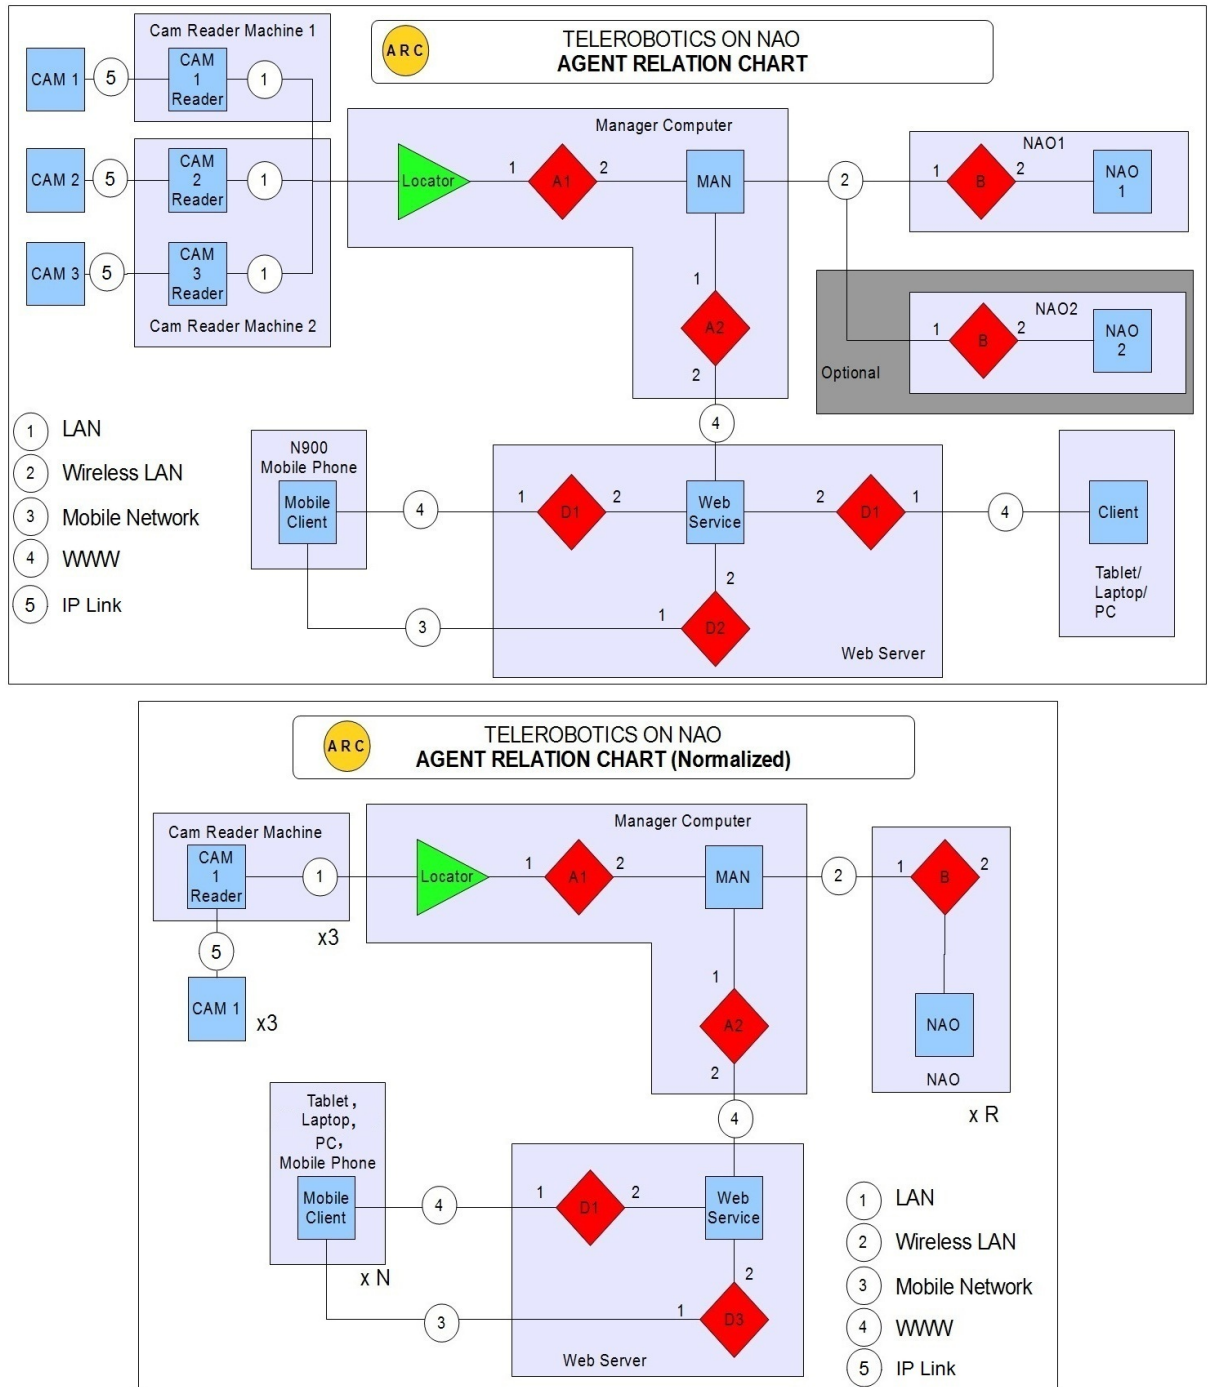 Cam Reader Machine 1
A R C
TELEROBOTICS ON NAO
AGENT RELATION CHART
CAM 1
5
CAM
1
Reader
1
Manager Computer
CAM 2
5
CAM
2
Reader
1
Locator
1
A1
2
MAN
2
NAO1
1
B
2
NAO
1
CAM 3
5
CAM
3
Reader
1
Cam Reader Machine 2
1
A2
2
NAO2
1
B
2
NAO
2
Optional
4
1
LAN
2
Wireless LAN
3
Mobile Network
4
WWW
5
IP Link
N900
Mobile Phone
Mobile
Client
4
1
D1
2
Web
Service
2
D1
1
4
Client
Tablet/
Laptop/
PC
3
1
2
D2
Web Server
A R C
TELEROBOTICS ON NAO
AGENT RELATION CHART (Normalized)
Cam Reader Machine
CAM
1
Reader
1
x3
5
CAM 1
x3
Manager Computer
Locator
1
A1
2
MAN
2
1
B
2
NAO
NAO
x R
1
A2
2
4
Tablet,
Laptop,
PC,
Mobile Phone
Mobile
Client
x N
4
1
D1
2
Web
Service
3
1
2
D3
Web Server
1
LAN
2
Wireless LAN
3
Mobile Network
4
WWW
5
IP Link